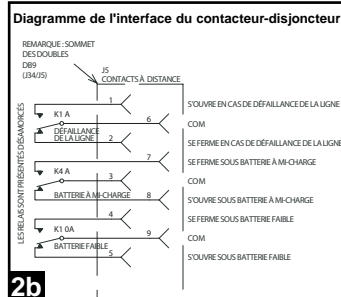 Diagramme de l'interface du contacteur-disjoncteur
REMARQUE : SOMMET
DES DOUBLES
DB9
(J34/J5)
J5
CONTACTS À DISTANCE
LES RELAIS SONT PRÉSENTÉS DÉSAMORCÉS
1
S'OUVRE EN CAS DE DÉFAILLANCE DE LA LIGNE
K1 A
6
COM
DÉFAILLANCE
DE LA LIGNE
2
SE FERME EN CAS DE DÉFAILLANCE DE LA LIGNE
7
SE FERME SOUS BATTERIE À MI-CHARGE
K4 A
3
BATTERIE À MI-CHARGE
8
S'OUVRE SOUS BATTERIE À MI-CHARGE
4
SE FERME SOUS BATTERIE FAIBLE
K1 0A
9
COM
BATTERIE FAIBLE
5
S'OUVRE SOUS BATTERIE FAIBLE
2b